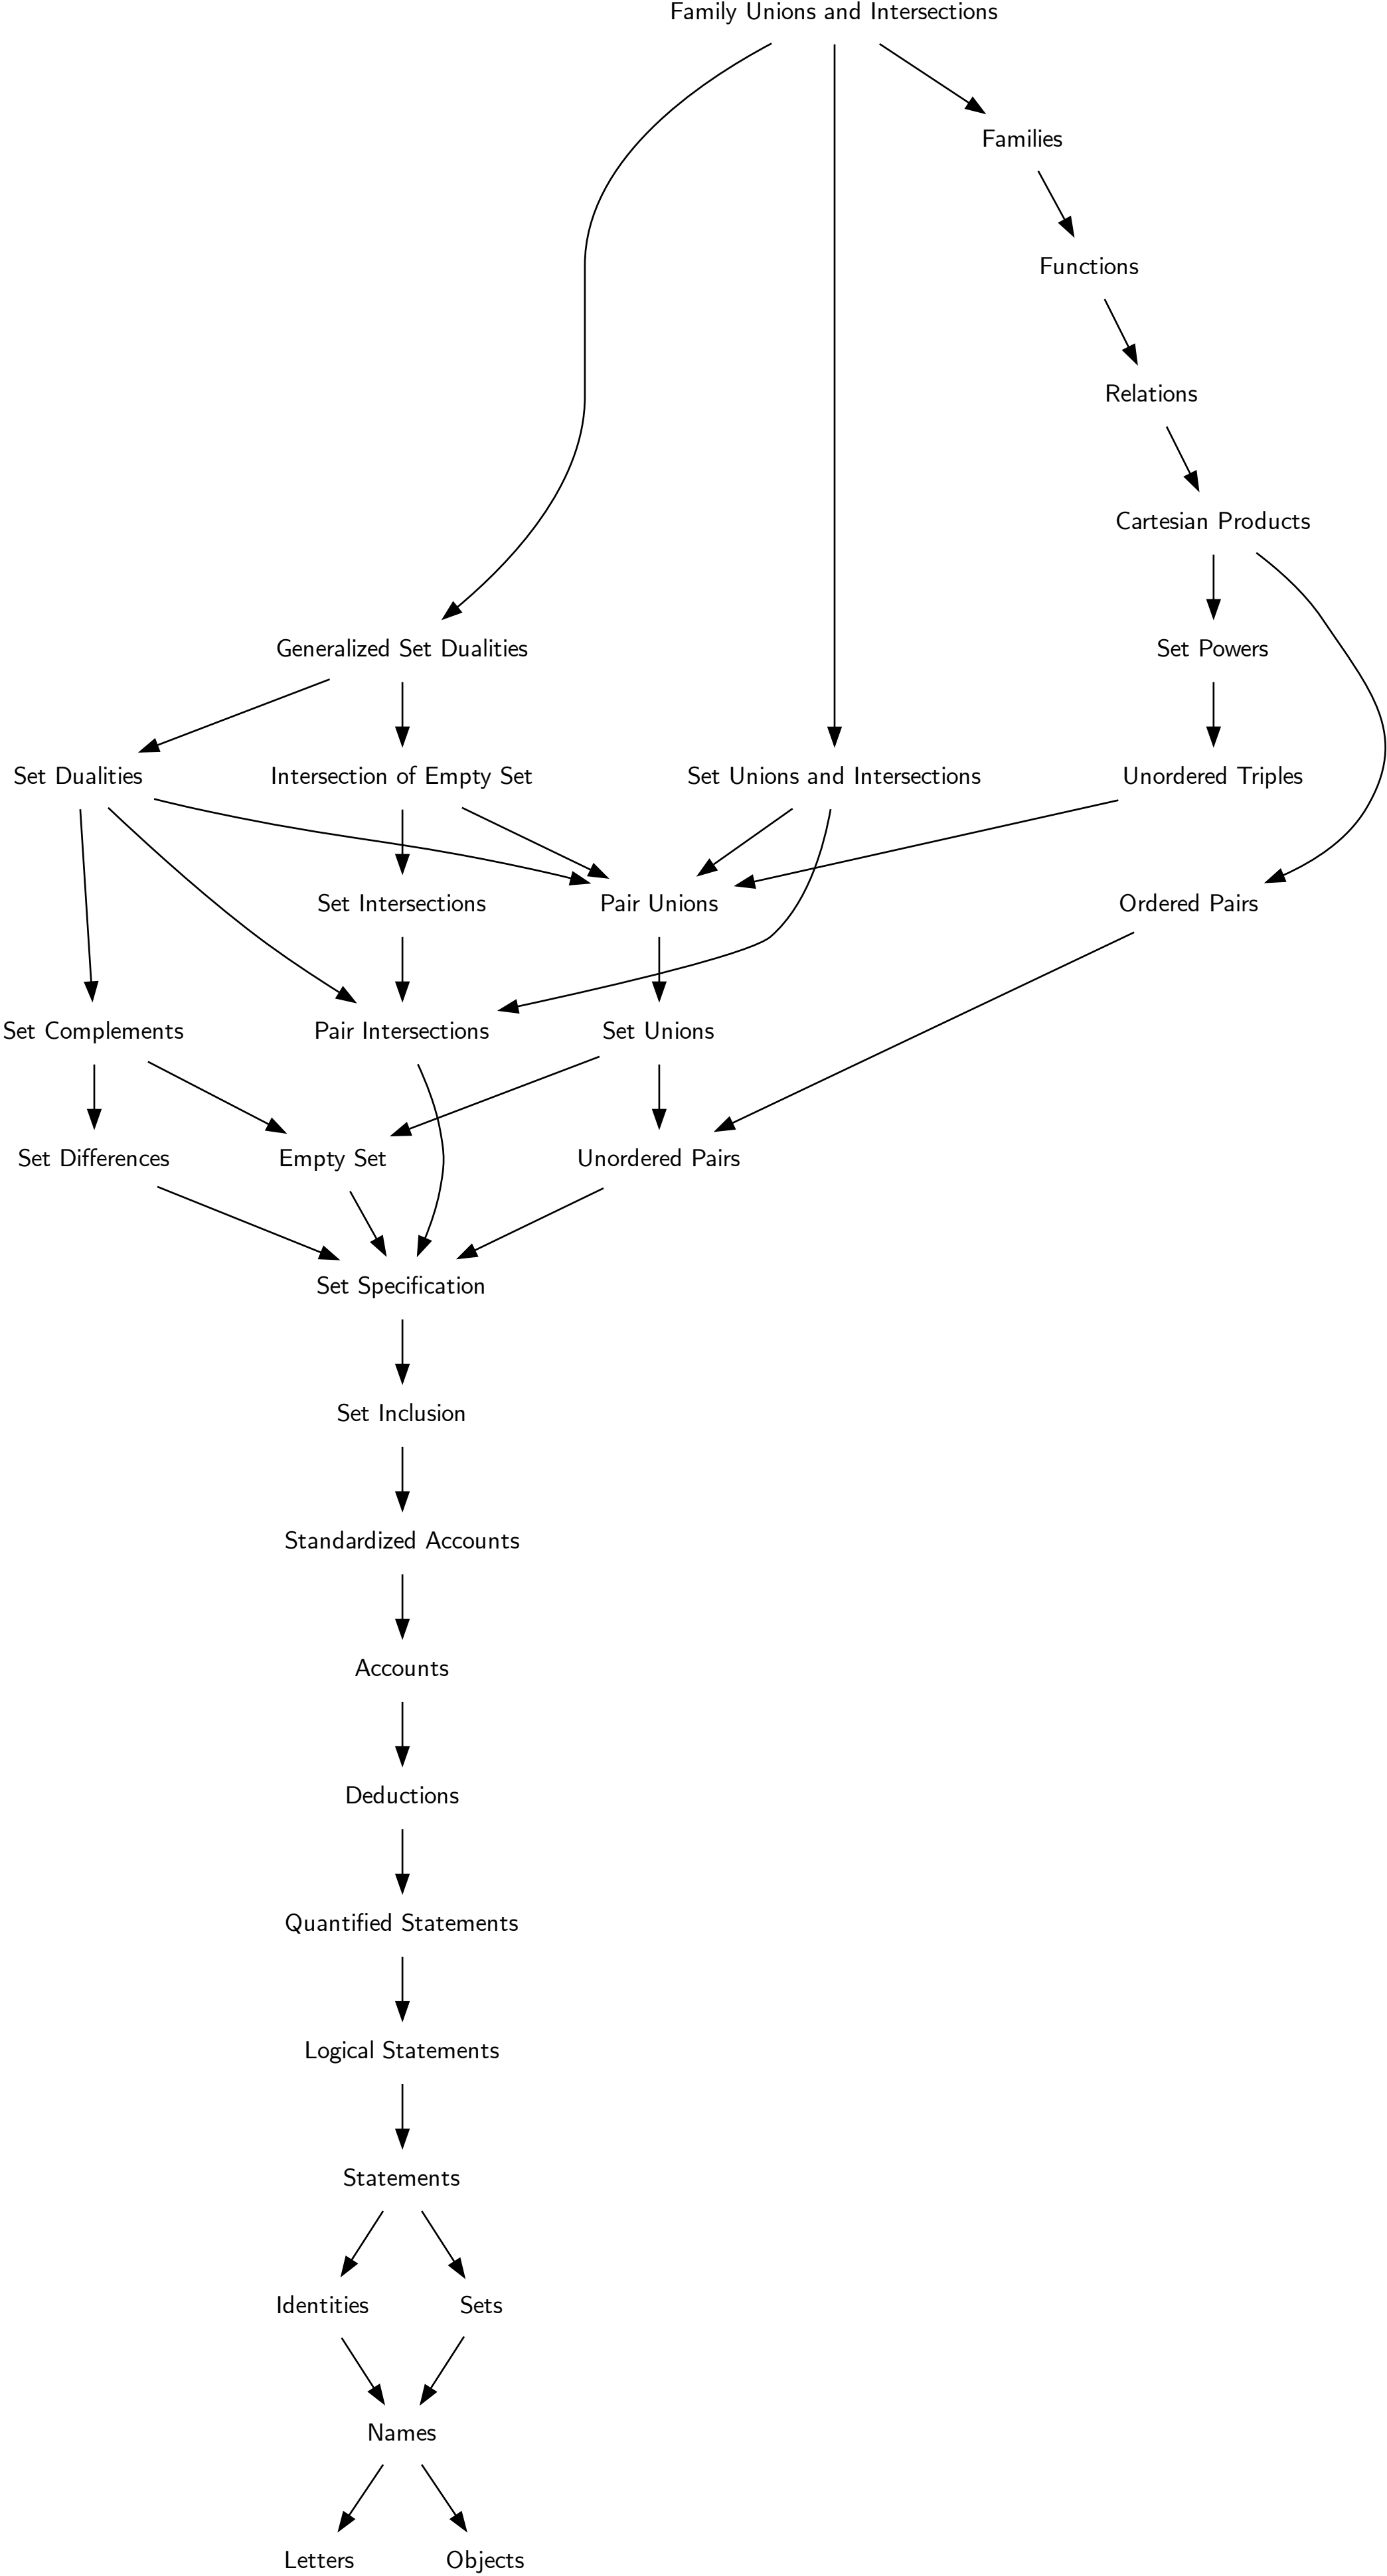 Family Unions and Intersections
Families
Functions
Relations
Cartesian Products
Generalized Set Dualities
Set Powers
Set Dualities
Intersection of Empty Set
Set Unions and Intersections
Unordered Triples
Set Intersections
Pair Unions
Ordered Pairs
Set Complements
Pair Intersections
Set Unions
Set Differences
Empty Set
Unordered Pairs
Set Specification
Set Inclusion
Standardized Accounts
Accounts
Deductions
Quantified Statements
Logical Statements
Statements
Identities
Sets
Names
Letters
Objects